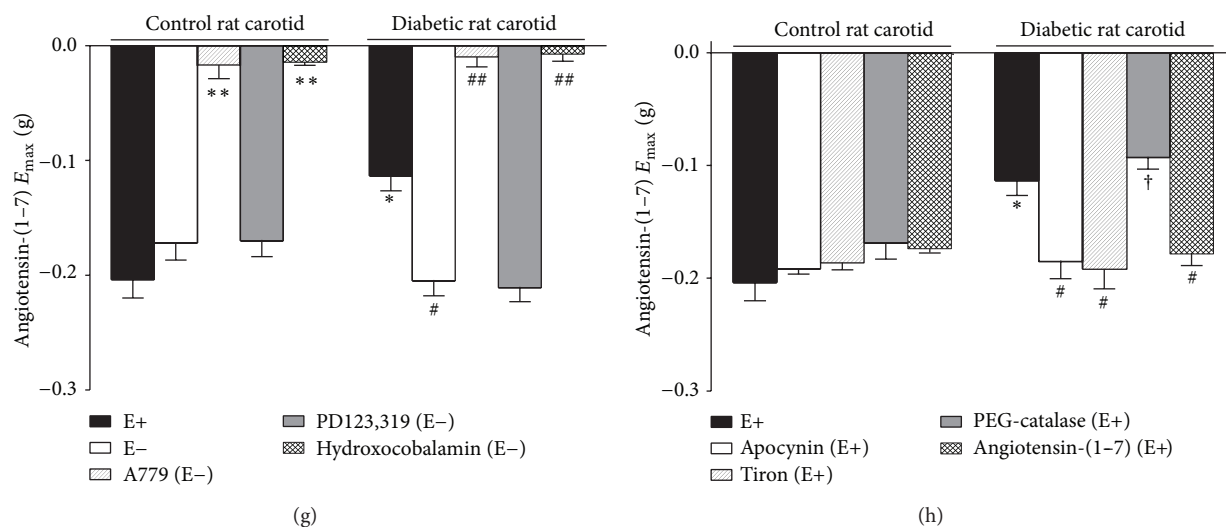 Control rat carotid
Diabetic rat carotid
0.0
−0.1
−0.2
−0.3
Angiotensin-(1–7) Emax (g)
**
**
*
#
##
##
E+
E−
A779 (E−)
PD123,319 (E−)
Hydroxocobalamin (E−)
(g)
Control rat carotid
Diabetic rat carotid
−0.0
−0.1
−0.2
−0.3
Angiotensin-(1–7) Emax (g)
*
#
#
†
#
E+
Apocynin (E+)
Tiron (E+)
PEG-catalase (E+)
Angiotensin-(1–7) (E+)
(h)